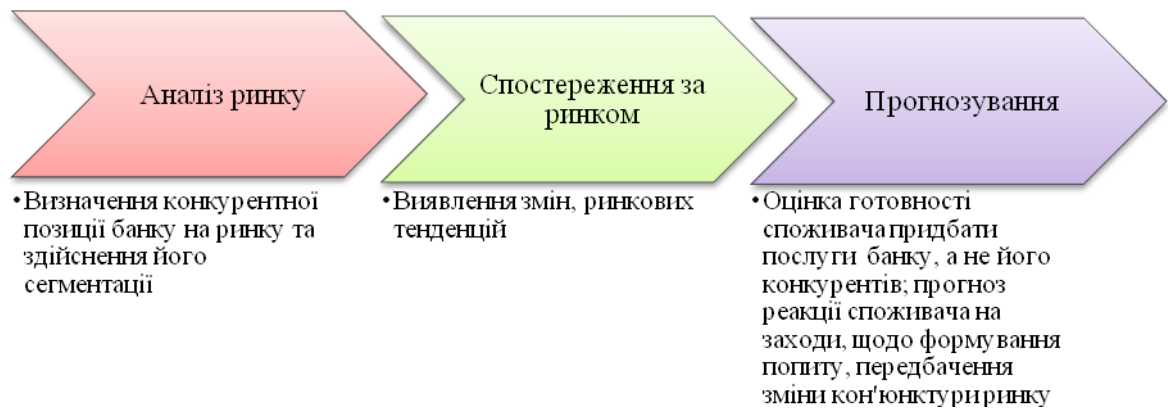 Аналіз ринку
• Визначення конкурентної
позиції банку на ринку та
здійснення його
сегментації
Спостереження за
ринком
• Виявлення змін, ринкових
тенденцій
Прогнозування
• Оцінка готовності
споживача придбати
послуги банку, а не його
конкурентів; прогноз
реакції споживача на
заходи, щодо формування
попиту, передбачення
зміни кон'юнктури ринку